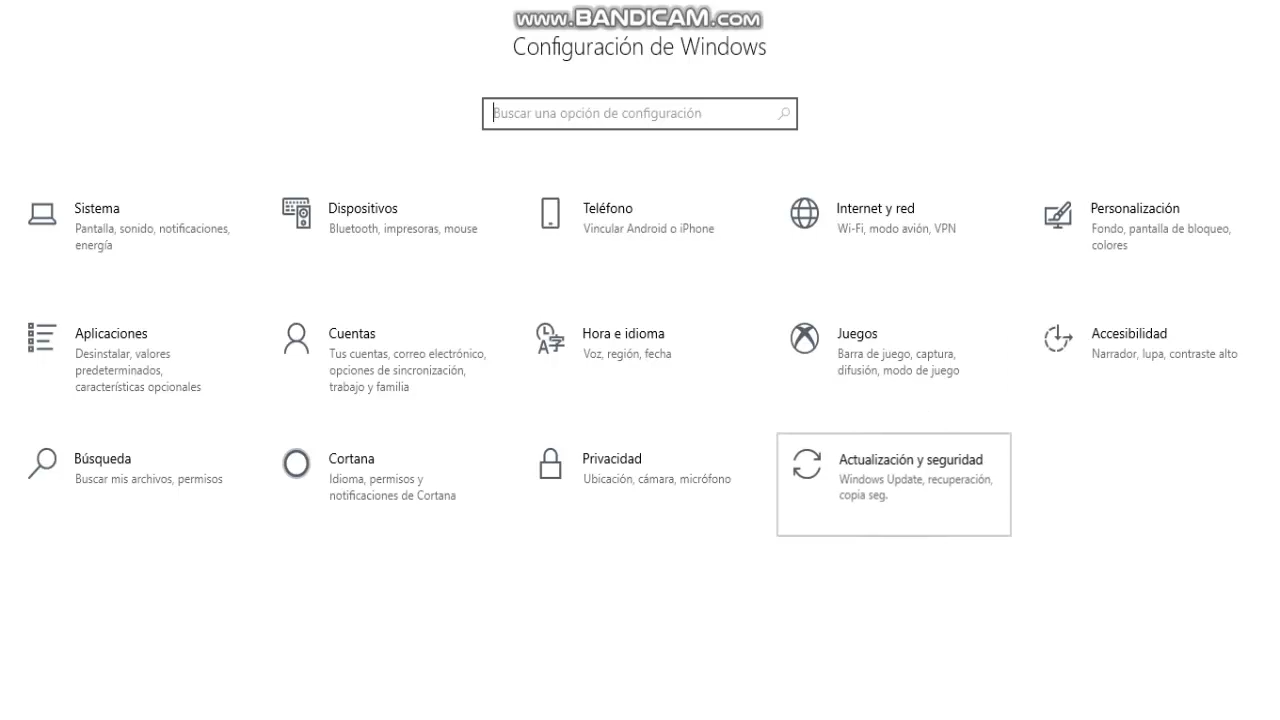 www.BANDICAM.com
Configuración de Windows
Buscar una opción de configuración
Sistema
Pantalla, sonido, notificaciones,
energía
Dispositivos
Bluetooth, impresoras, mouse
Teléfono
Vincular Android o iPhone
Internet y red
Wi-Fi, modo avión, VPN
Personalización
Fondo, pantalla de bloqueo,
colores
Aplicaciones
Desinstalar, valores
predeterminados,
características opcionales
Cuentas
Tus cuentas, correo electrónico,
opciones de sincronización,
trabajo y familia
Hora e idioma
Voz, región, fecha
Juegos
Barra de juego, captura,
difusión, modo de juego
Accesibilidad
Narrador, lupa, contraste alto
Búsqueda
Buscar mis archivos, permisos
Cortana
Idioma, permisos y
notificaciones de Cortana
Privacidad
Ubicación, cámara, micrófono
Actualización y seguridad
Windows Update, recuperación,
copia seg.